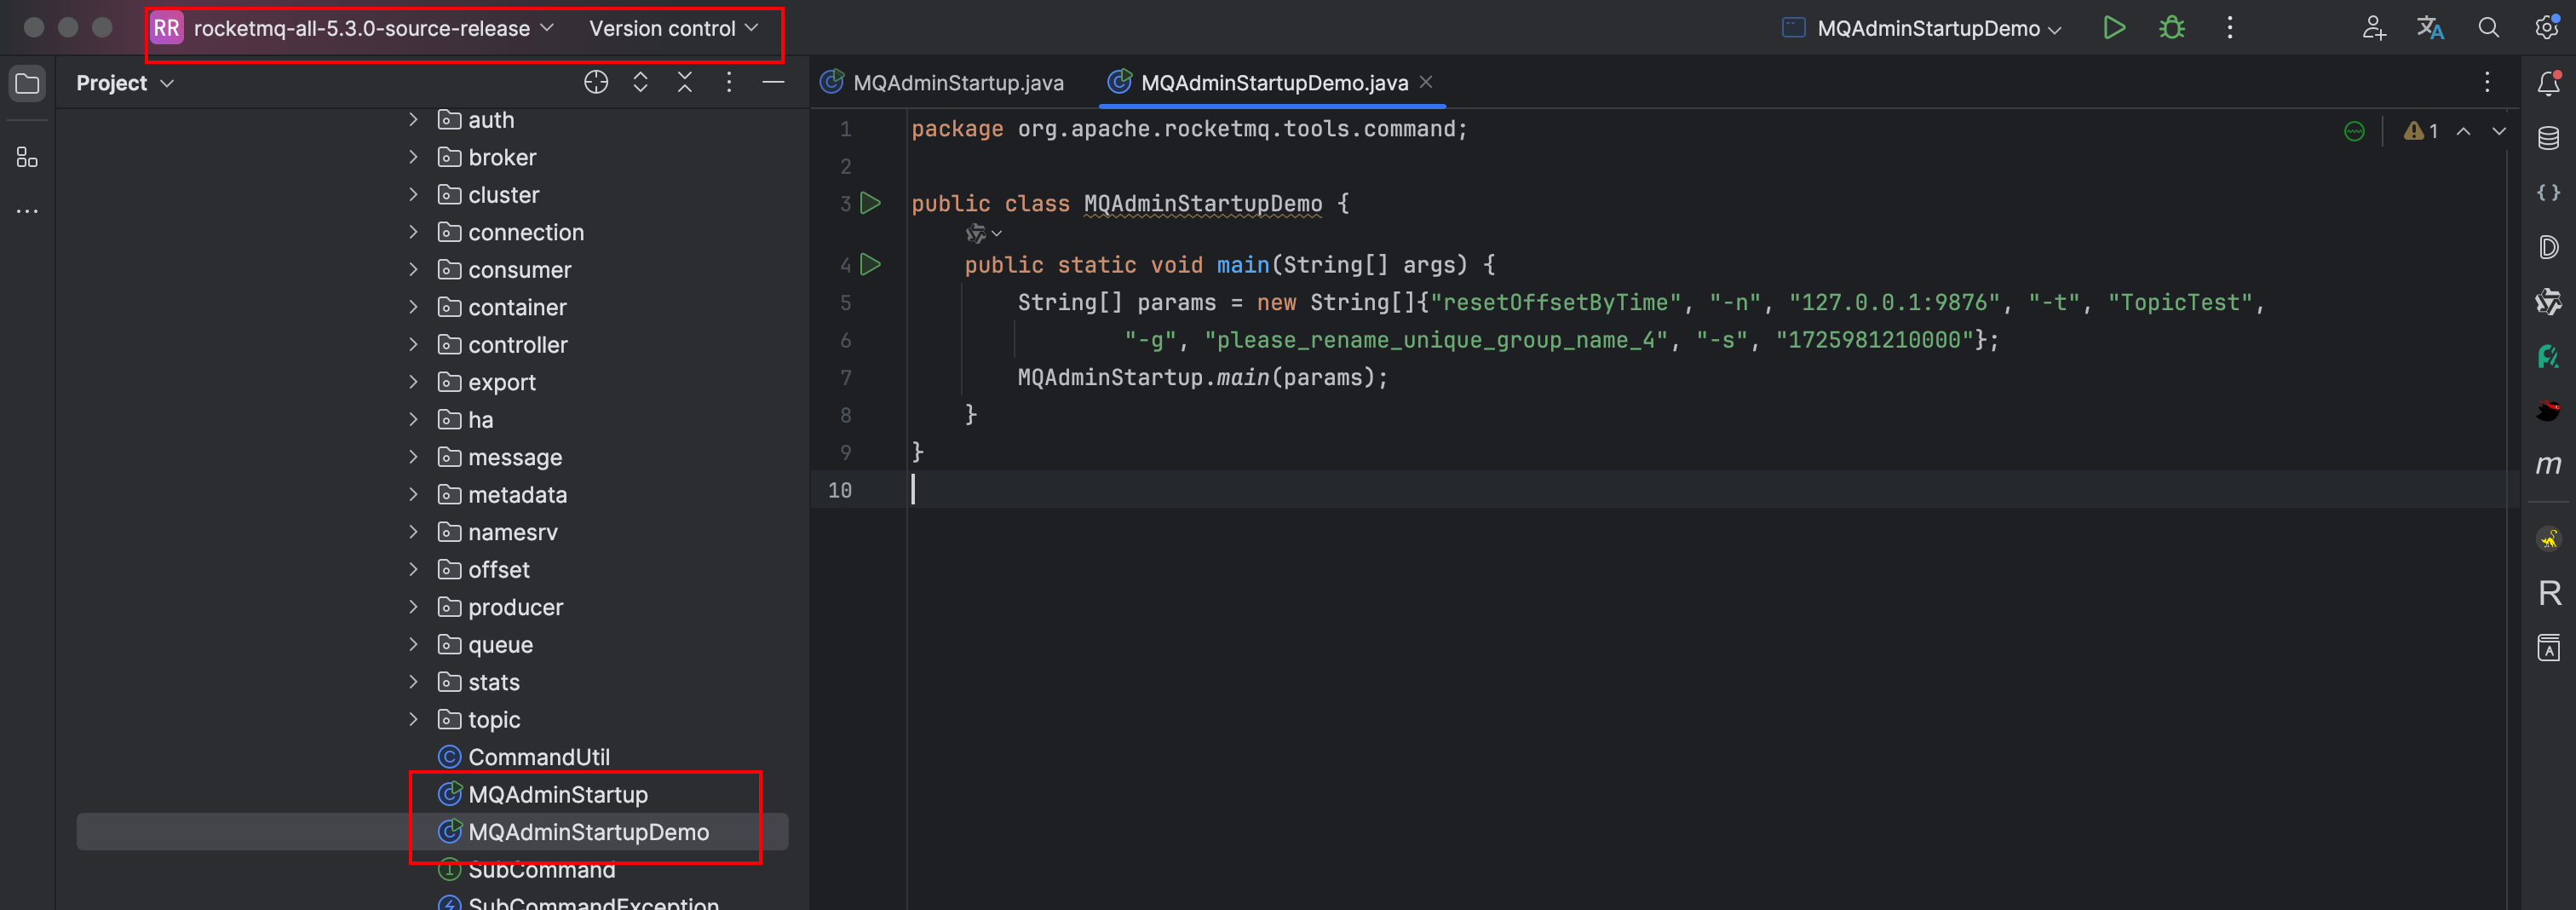 RR rocketmq-all-5.3.0-source-release Version control MQAdminStartupDemo
Project
MQAdminStartup.java MQAdminStartupDemo.java
auth
broker
cluster
connection
consumer
container
controller
export
ha
message
metadata
namesrv
offset
producer
queue
stats
topic
CommandUtil
MQAdminStartup
MQAdminStartupDemo
SubCommand
SubCommandException
1 package org.apache.rocketmq.tools.command;
2
3 public class MQAdminStartupDemo {
4 public static void main(String[] args) {
5 String[] params = new String[]{"resetOffsetByTime", "-n", "127.0.0.1:9876", "-t", "TopicTest",
6 "-g", "please_rename_unique_group_name_4", "-s", "1725981210000"};
7 MQAdminStartup.main(params);
8 }
9 }
10
1
m
R